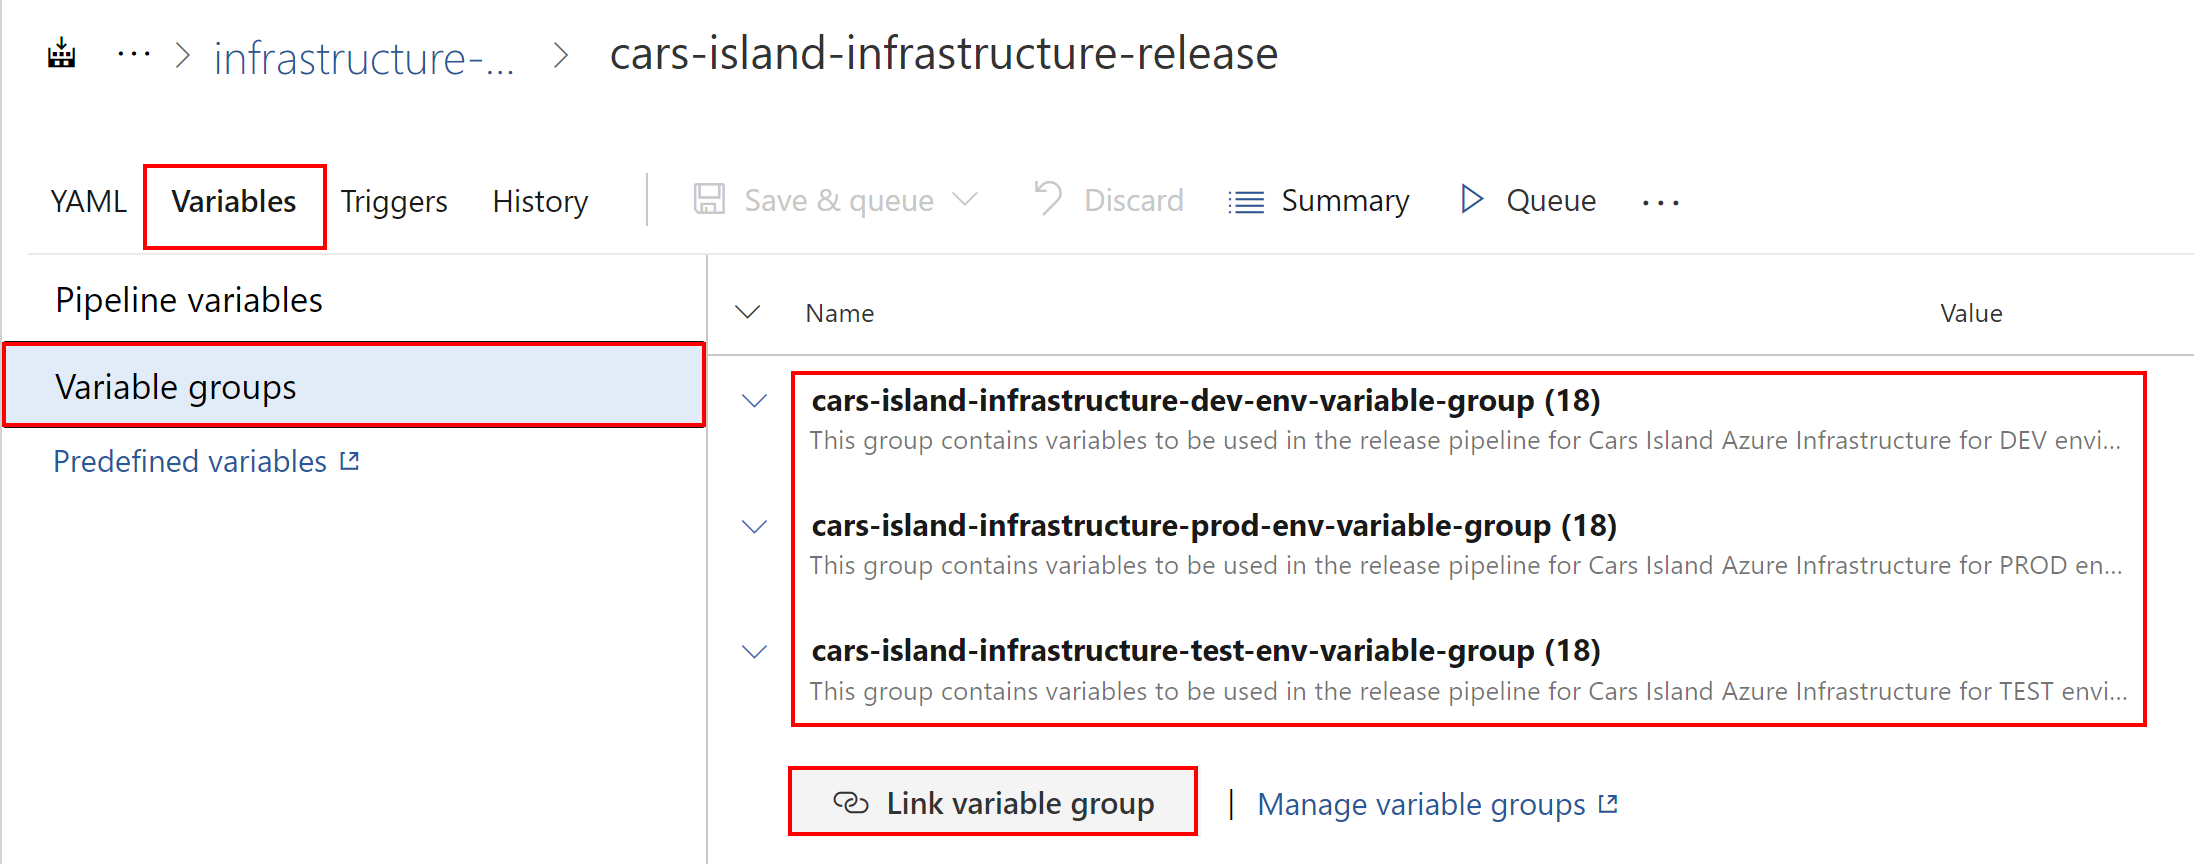 ... > infrastructure-... > cars-island-infrastructure-release
YAML Variables Triggers History Save & queue Discard Summary Queue ...
Pipeline variables
Variable groups
Predefined variables
Name Value
cars-island-infrastructure-dev-env-variable-group (18)
This group contains variables to be used in the release pipeline for Cars Island Azure Infrastructure for DEV envi...
cars-island-infrastructure-prod-env-variable-group (18)
This group contains variables to be used in the release pipeline for Cars Island Azure Infrastructure for PROD en...
cars-island-infrastructure-test-env-variable-group (18)
This group contains variables to be used in the release pipeline for Cars Island Azure Infrastructure for TEST envi...
Link variable group | Manage variable groups